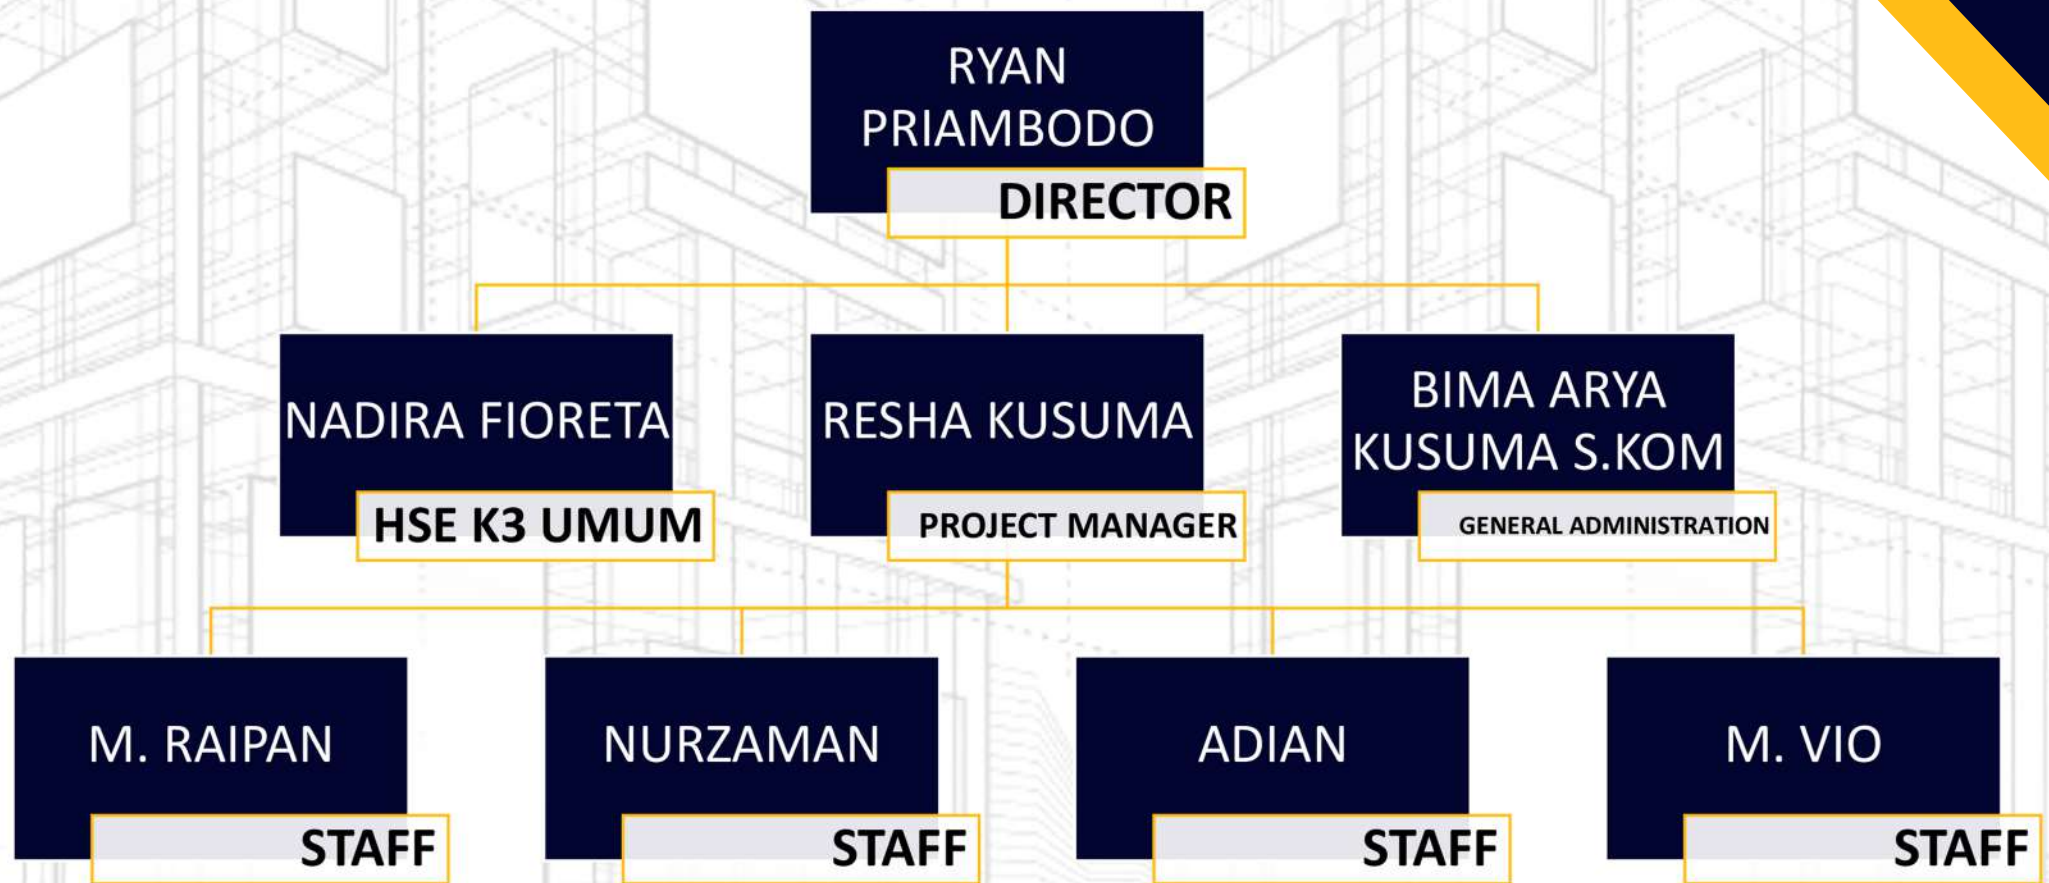 RYAN
PRIAMBODO
DIRECTOR
NADIRA FIORETA
HSE K3 UMUM
RESHA KUSUMA
PROJECT MANAGER
BIMA ARYA
KUSUMA S.KOM
GENERAL ADMINISTRATION
M. RAIPAN
STAFF
NURZAMAN
STAFF
ADIAN
STAFF
M. VIO
STAFF